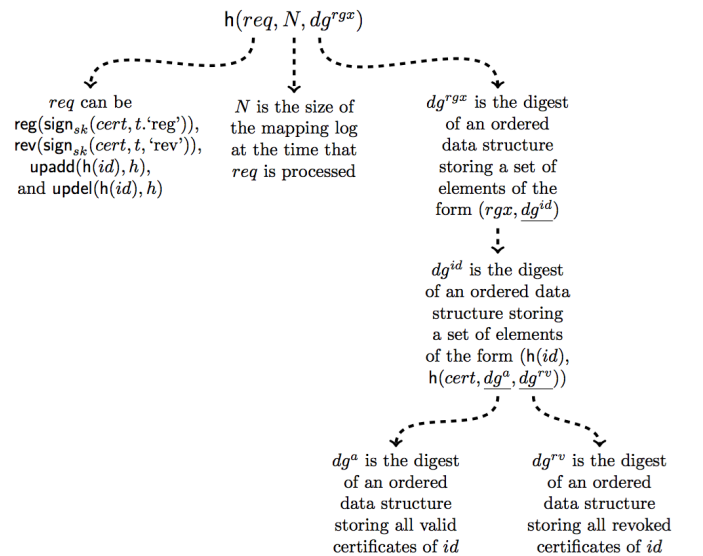 h(req, N, dg^{rgx})
req can be
reg(sign_{sk}(cert, t.‘reg’)),
rev(sign_{sk}(cert, t, ‘rev’)),
upadd(h(id), h),
and updel(h(id), h)
N is the size of
the mapping log
at the time that
req is processed
dg^{rgx} is the digest
of an ordered
data structure
storing a set of
elements of the
form (rgx, dg^{id})
dg^{id} is the digest
of an ordered data
structure storing
a set of elements
of the form (h(id),
h(cert, dg^{a}, dg^{rv}))
dg^{a} is the digest
of an ordered
data structure
storing all valid
certificates of id
dg^{rv} is the digest
of an ordered
data structure
storing all revoked
certificates of id